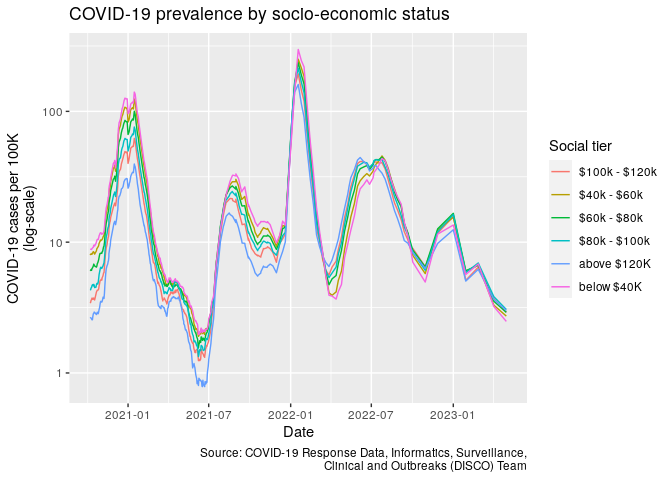 COVID-19 prevalence by socio-economic status
COVID-19 cases per 100K
(log-scale)
100
10
1
2021-01
2021-07
2022-01
2022-07
2023-01
Date
Social tier
$100k - $120k
$40k - $60k
$60k - $80k
$80k - $100k
above $120K
below $40K
Source: COVID-19 Response Data, Informatics, Surveillance,
Clinical and Outbreaks (DISCO) Team